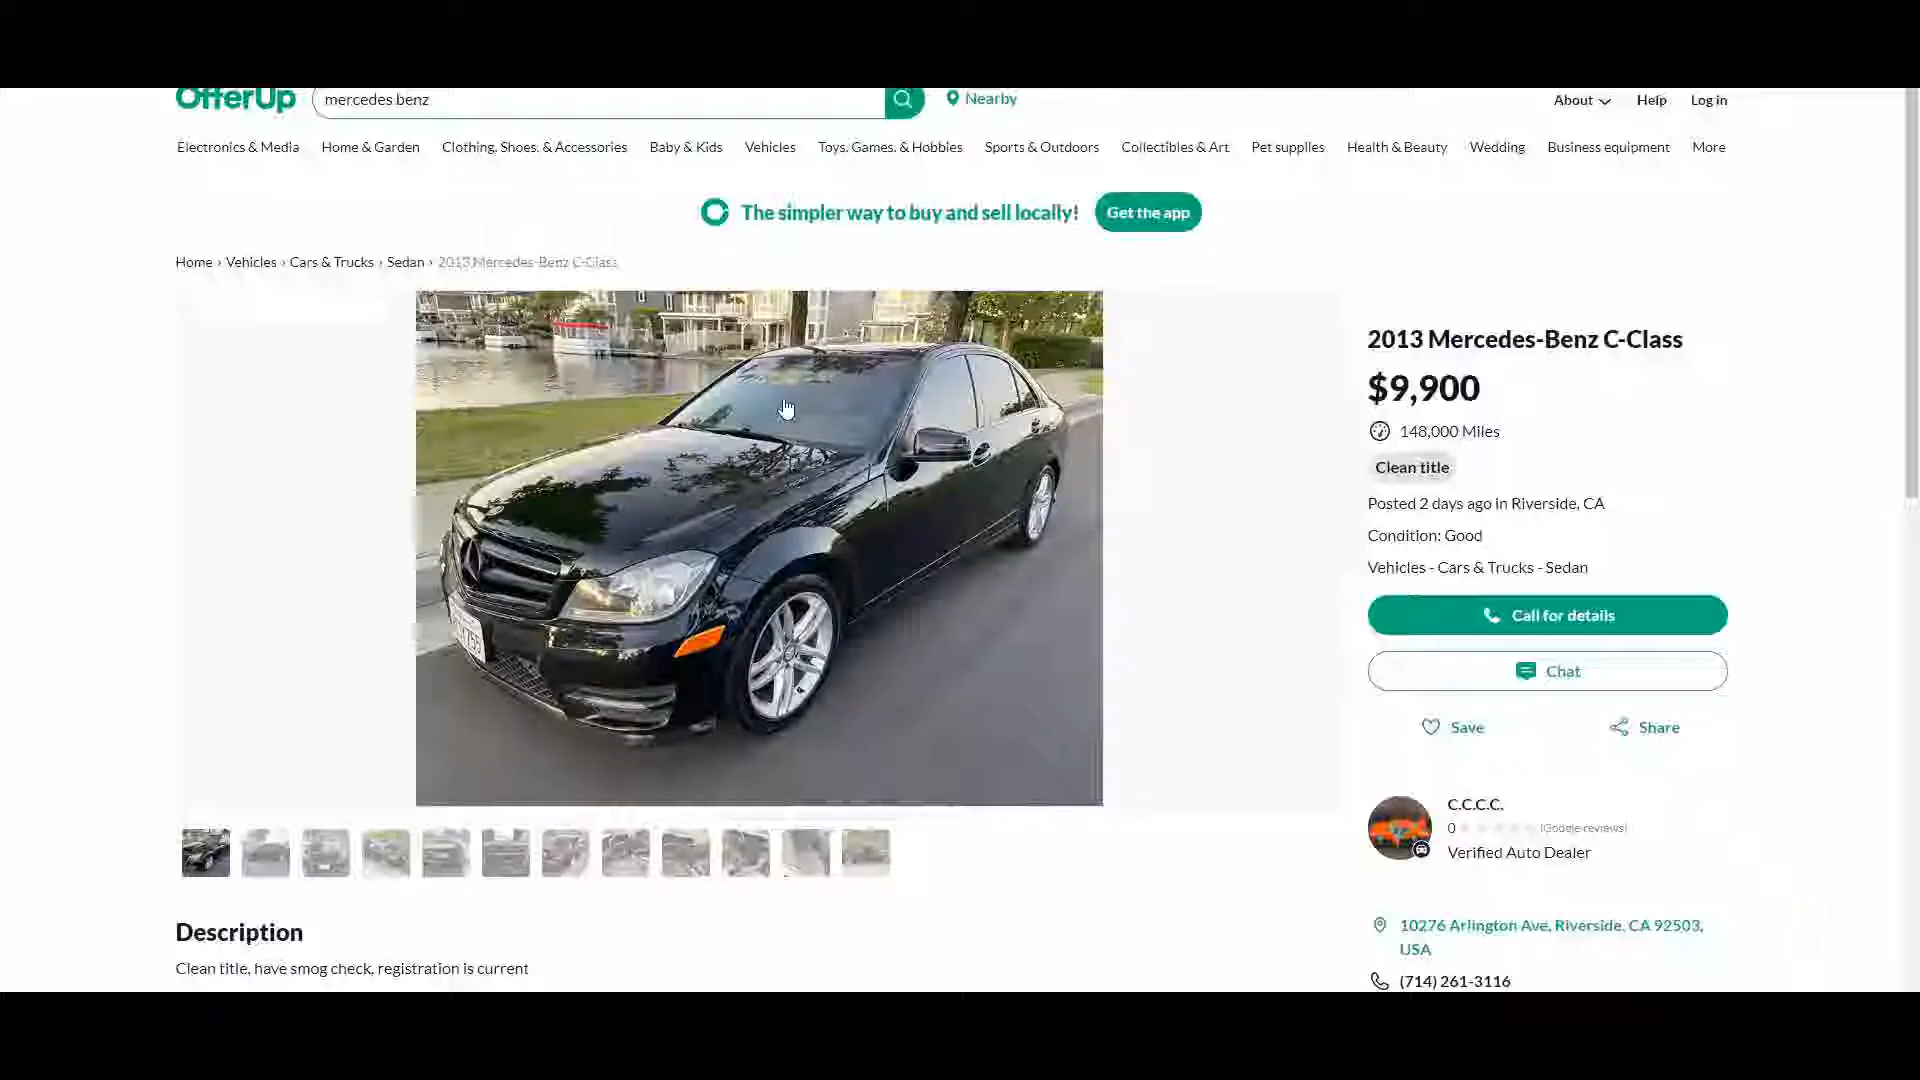 OfferUp
mercedes benz
Nearby
About
Help
Log in
Electronics & Media
Home & Garden
Clothing, Shoes, & Accessories
Baby & Kids
Vehicles
Toys, Games, & Hobbies
Sports & Outdoors
Collectibles & Art
Pet supplies
Health & Beauty
Wedding
Business equipment
More
The simpler way to buy and sell locally!
Get the app
Home › Vehicles › Cars & Trucks › Sedan › 2013 Mercedes-Benz C-Class
2013 Mercedes-Benz C-Class
$9,900
148,000 Miles
Clean title
Posted 2 days ago in Riverside, CA
Condition: Good
Vehicles - Cars & Trucks - Sedan
Call for details
Chat
Save
Share
C.C.C.C.
0
(Google reviews)
Verified Auto Dealer
10276 Arlington Ave, Riverside, CA 92503,
USA
(714) 261-3116
Description
Clean title, have smog check, registration is current